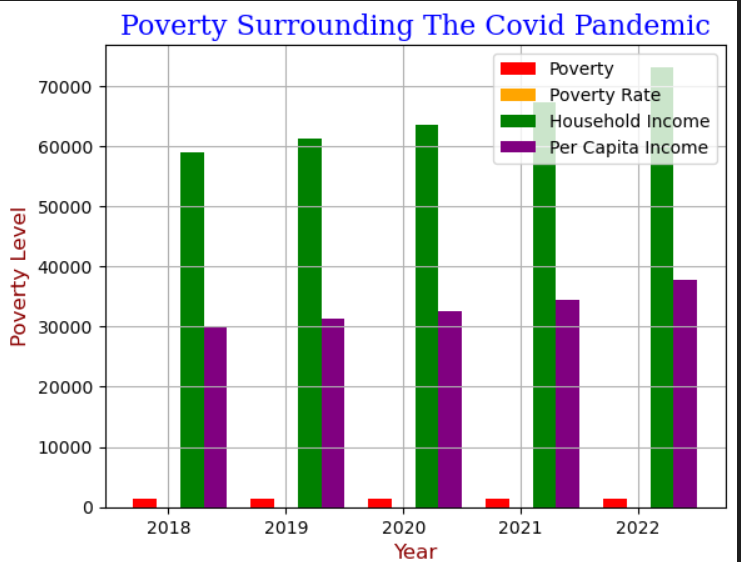 Poverty Surrounding The Covid Pandemic
Poverty
Poverty Rate
Household Income
Per Capita Income
70000
60000
50000
40000
30000
20000
10000
0
Poverty Level
2018 2019 2020 2021 2022
Year